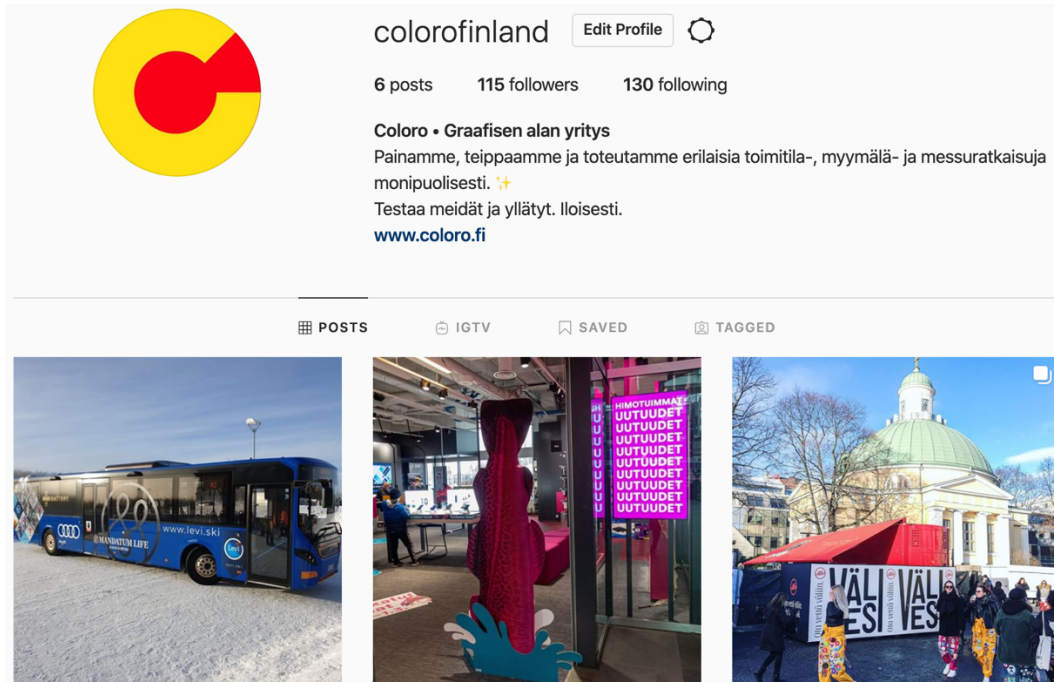 colorofinland
Edit Profile
6 posts
115 followers
130 following
Coloro • Graafisen alan yritys
Painamme, teippaamme ja toteutamme erilaisia toimitila-, myymälä- ja messuratkaisuja
monipuolisesti. ✨
Testaa meidät ja yllätyt. Iloisesti.
www.coloro.fi
POSTS
IGTV
SAVED
TAGGED
www.levi.ski
MANDATUM LIFE
Levi
HIMOTUIMMAT
UUTUUDET
UUTUUDET
UUTUUDET
UUTUUDET
UUTUUDET
UUTUUDET
UUTUUDET
UUTUUDET
UUTUUDET
VÄLI
VESI
VÄLI
VES